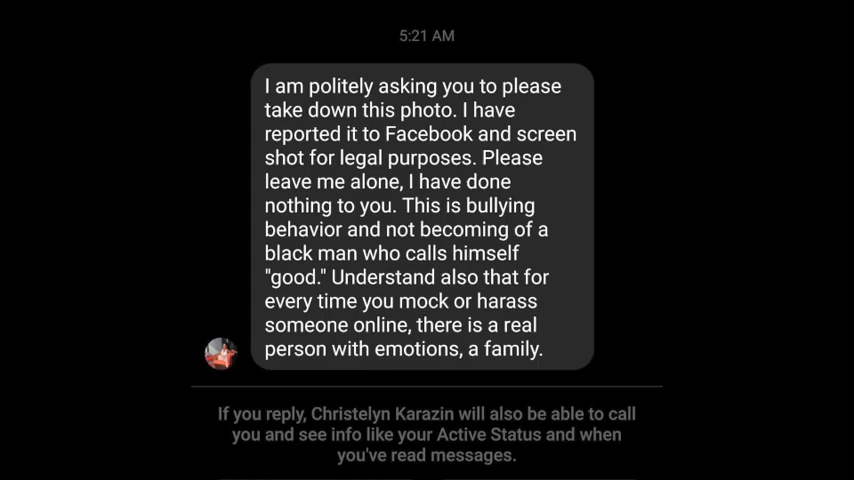 5:21 AM
I am politely asking you to please
take down this photo. I have
reported it to Facebook and screen
shot for legal purposes. Please
leave me alone, I have done
nothing to you. This is bullying
behavior and not becoming of a
black man who calls himself
"good." Understand also that for
every time you mock or harass
someone online, there is a real
person with emotions, a family.
If you reply, Christelyn Karazin will also be able to call
you and see info like your Active Status and when
you've read messages.